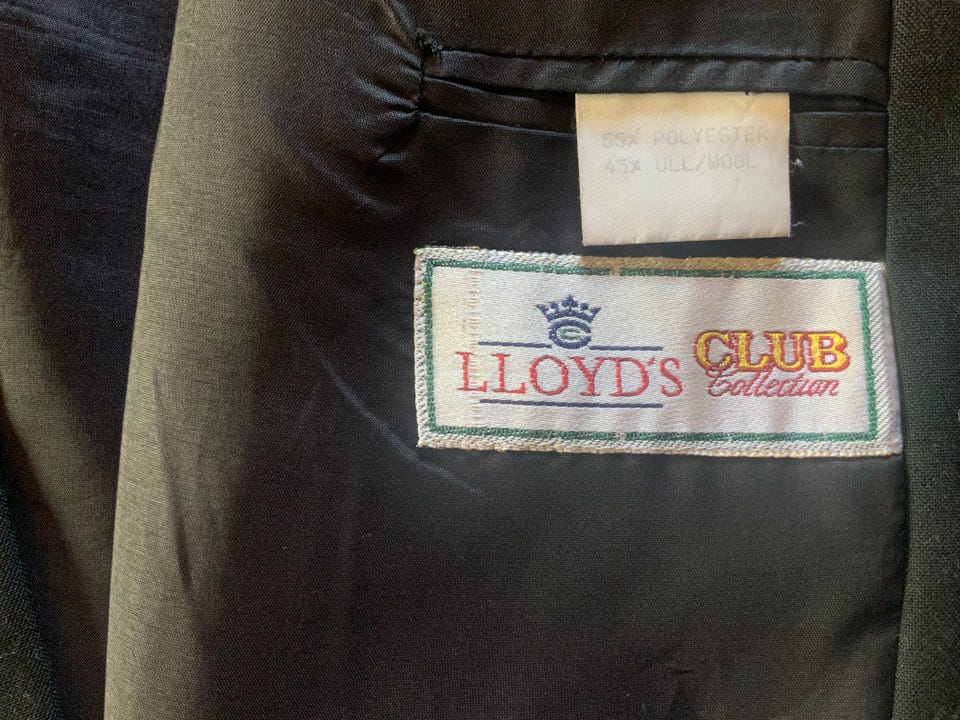 55% POLYESTER
45% ULL/WOOL
C
LLOYD'S CLUB
Collection